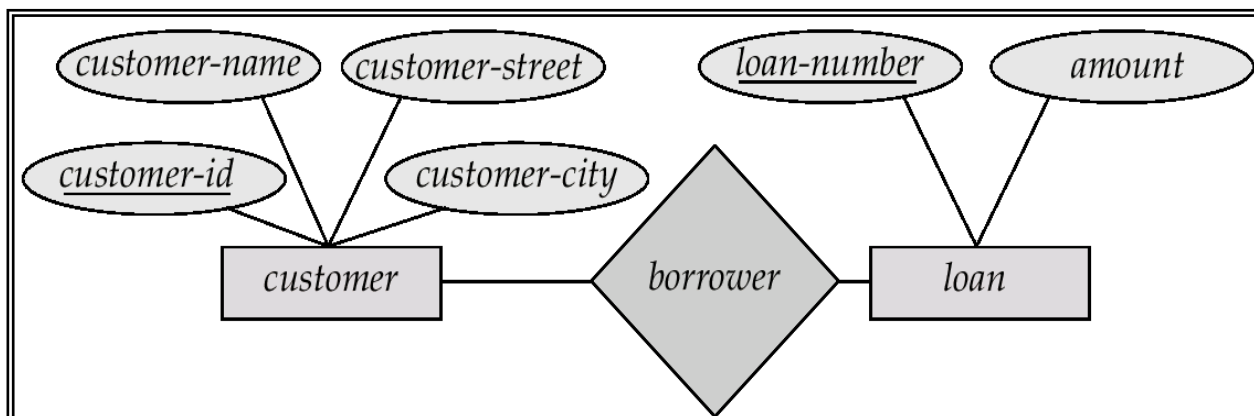 customer-name customer-street loan-number amount
customer-id customer-city
customer borrower loan